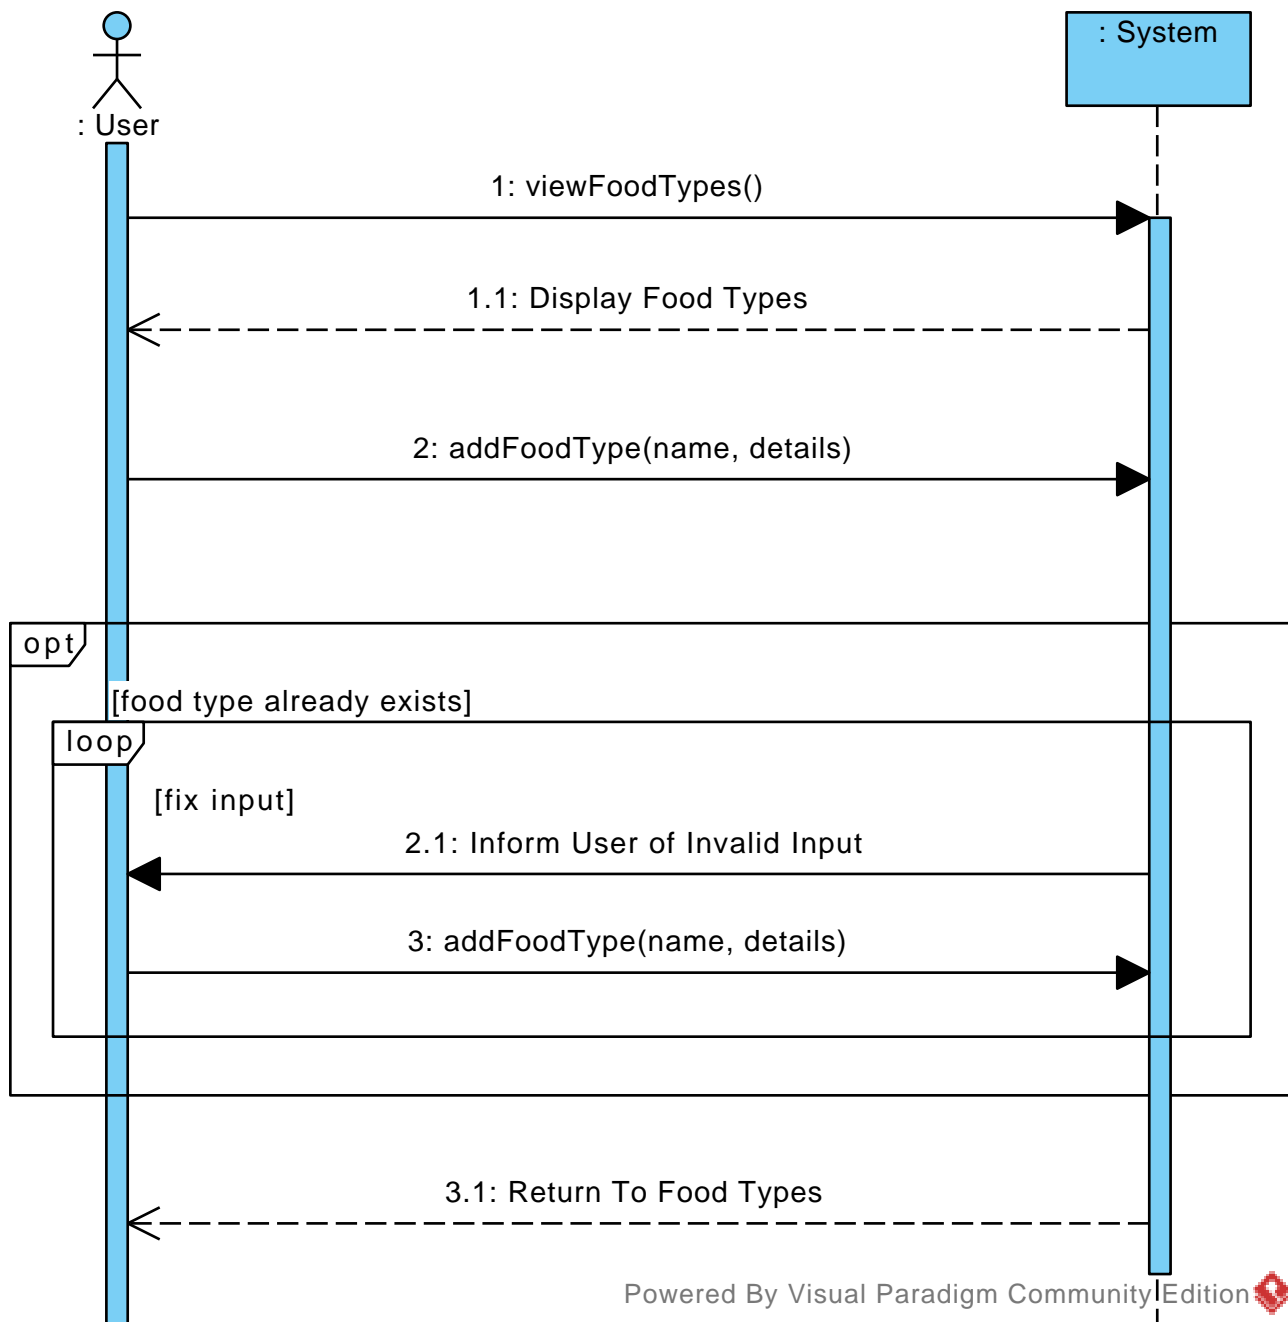 : System
: User
1: viewFoodTypes()
1.1: Display Food Types
2: addFoodType(name, details)
opt
[food type already exists]
loop
[fix input]
2.1: Inform User of Invalid Input
3: addFoodType(name, details)
3.1: Return To Food Types
Powered By Visual Paradigm Community Edition